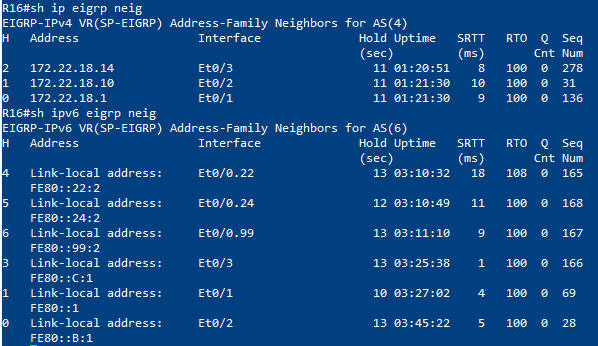 R16#sh ip eigrp neig
EIGRP-IPv4 VR(SP-EIGRP) Address-Family Neighbors for AS(4)
H   Address                 Interface              Hold Uptime   SRTT   RTO  Q  Seq
                                                   (sec)         (ms)       Cnt Num
2   172.22.18.14            Et0/3                    11 01:20:51    8   100  0  278
1   172.22.18.10            Et0/2                    11 01:21:30   10   100  0  31
0   172.22.18.1             Et0/1                    11 01:21:30    9   100  0  136
R16#sh ipv6 eigrp neig
EIGRP-IPv6 VR(SP-EIGRP) Address-Family Neighbors for AS(6)
H   Address                 Interface              Hold Uptime   SRTT   RTO  Q  Seq
                                                   (sec)         (ms)       Cnt Num
4   Link-local address:     Et0/0.22                 13 03:10:32   18   108  0  165
    FE80::22:2
5   Link-local address:     Et0/0.24                 12 03:10:49   11   100  0  168
    FE80::24:2
6   Link-local address:     Et0/0.99                 13 03:11:10    9   100  0  167
    FE80::99:2
3   Link-local address:     Et0/3                    13 03:25:38    1   100  0  166
    FE80::C:1
1   Link-local address:     Et0/1                    10 03:27:02    4   100  0  69
    FE80::1
0   Link-local address:     Et0/2                    13 03:45:22    5   100  0  28
    FE80::B:1